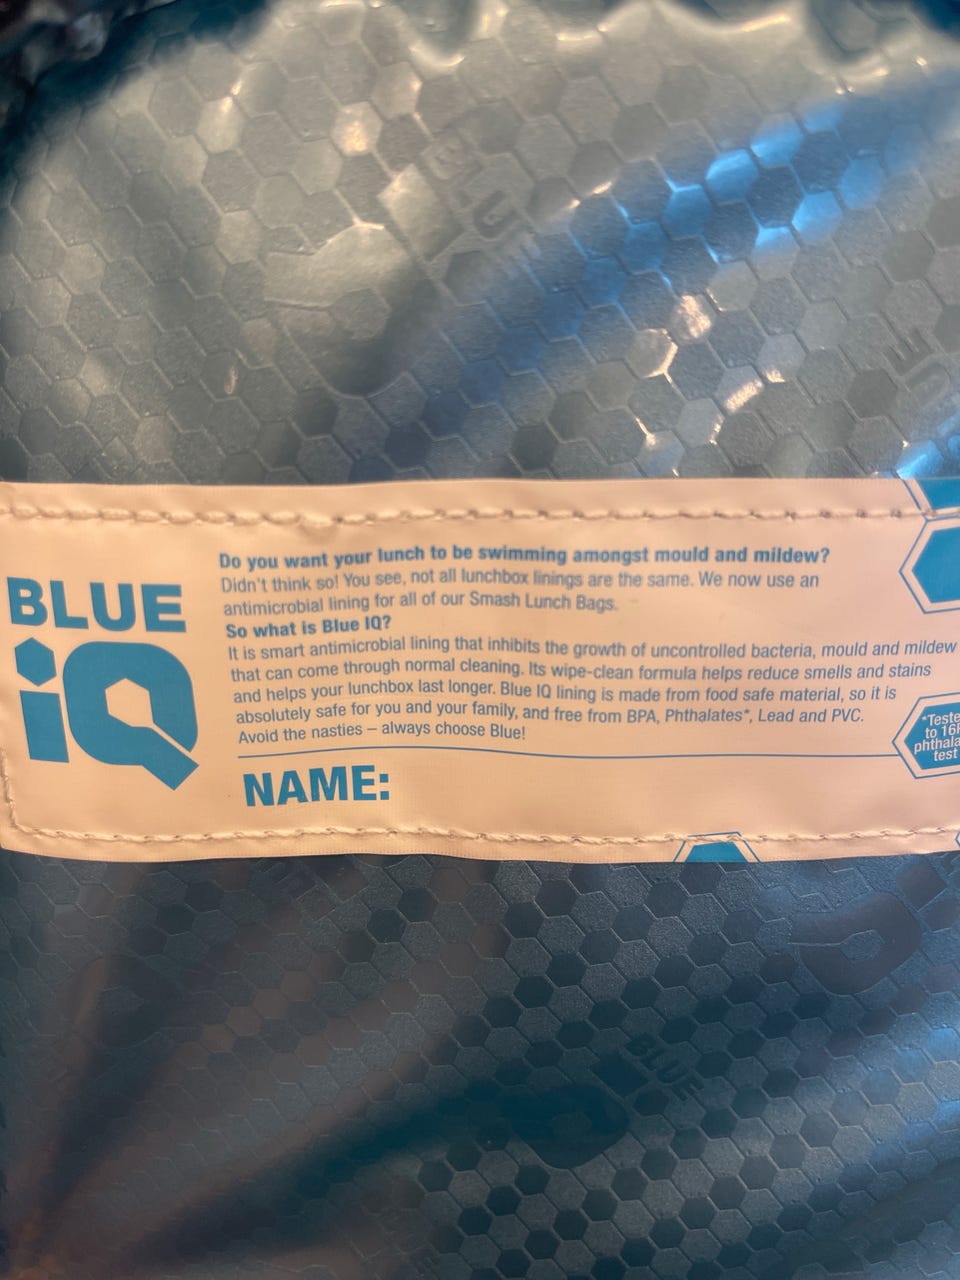 BLUE
iQ
Do you want your lunch to be swimming amongst mould and mildew?
Didn't think so! You see, not all lunchbox linings are the same. We now use an
antimicrobial lining for all of our Smash Lunch Bags.
So what is Blue IQ?
It is smart antimicrobial lining that inhibits the growth of uncontrolled bacteria, mould and mildew
that can come through normal cleaning. Its wipe-clean formula helps reduce smells and stains
and helps your lunchbox last longer. Blue IQ lining is made from food safe material, so it is
absolutely safe for you and your family, and free from BPA, Phthalates*, Lead and PVC.
Avoid the nasties – always choose Blue!
NAME:
*Teste
to 16P
phthala
test
BLUE